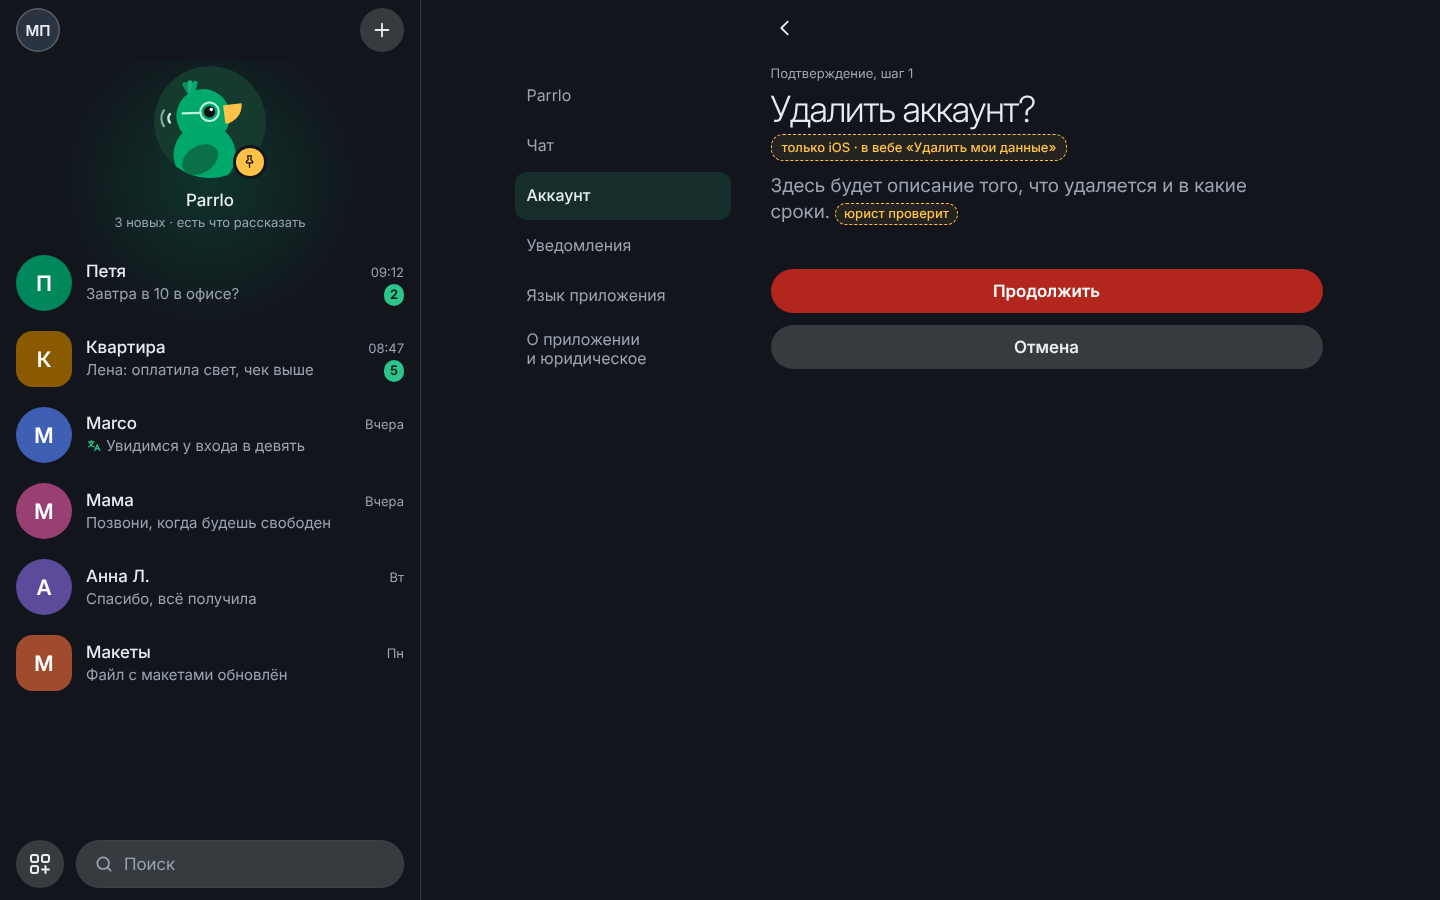 МП
Parrlo
3 новых · есть что рассказать
Петя
09:12
Завтра в 10 в офисе?
2
П
Квартира
08:47
Лена: оплатила свет, чек выше
5
К
Marco
Вчера
Увидимся у входа в девять
M
Мама
Вчера
Позвони, когда будешь свободен
М
Анна Л.
Вт
Спасибо, всё получила
А
Макеты
Пн
Файл с макетами обновлён
М
Поиск
Parrlo
Чат
Аккаунт
Уведомления
Язык приложения
О приложении
и юридическое
Подтверждение, шаг 1
Удалить аккаунт?
только iOS · в вебе «Удалить мои данные»
Здесь будет описание того, что удаляется и в какие
сроки. юрист проверит
Продолжить
Отмена